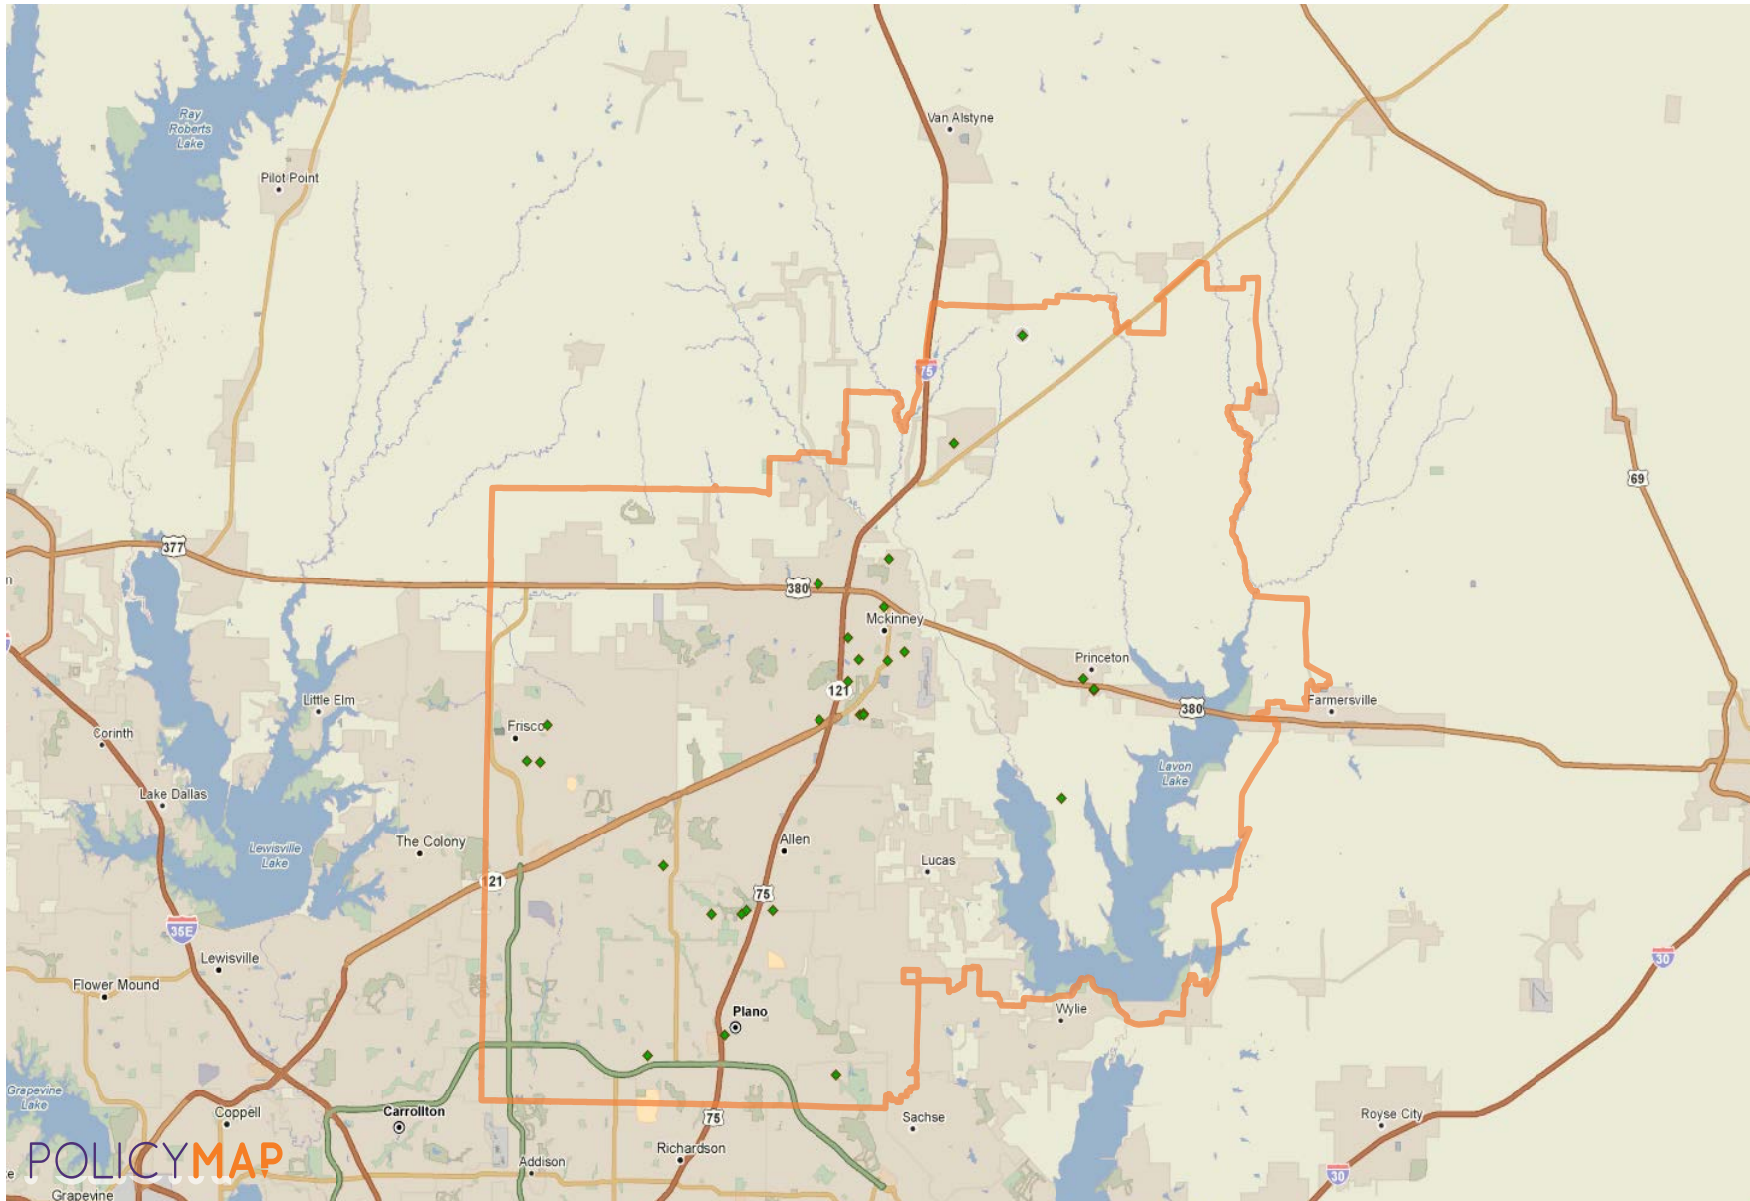 Ray
Roberts
Lake
Van Alstyne
Pilot Point
75
69
377
380
Mckinney
Princeton
121
380
Little Elm
Farmersville
Frisco
Corinth
Lavon
Lake
Lake Dallas
The Colony
Allen
Lewisville
Lake
Lucas
121
75
35E
Lewisville
30
Flower Mound
Plano
Wylie
Grapevine
Lake
Coppell
Carrollton
75
Sachse
Royse City
Richardson
POLICYMAP
Addison
30
Grapevine